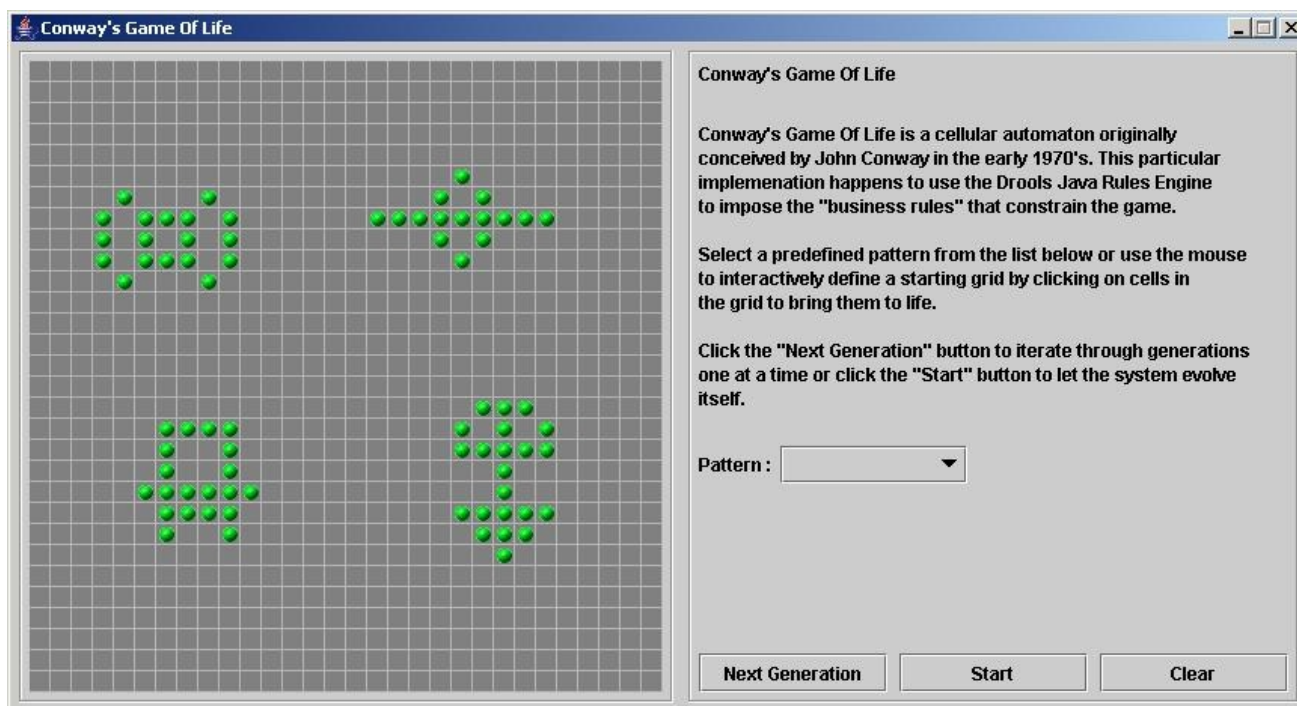 Conway's Game Of Life
Conway's Game Of Life
Conway's Game Of Life is a cellular automaton originally
conceived by John Conway in the early 1970's. This particular
implemenation happens to use the Drools Java Rules Engine
to impose the "business rules" that constrain the game.
Select a predefined pattern from the list below or use the mouse
to interactively define a starting grid by clicking on cells in
the grid to bring them to life.
Click the "Next Generation" button to iterate through generations
one at a time or click the "Start" button to let the system evolve
itself.
Pattern :
Next Generation
Start
Clear